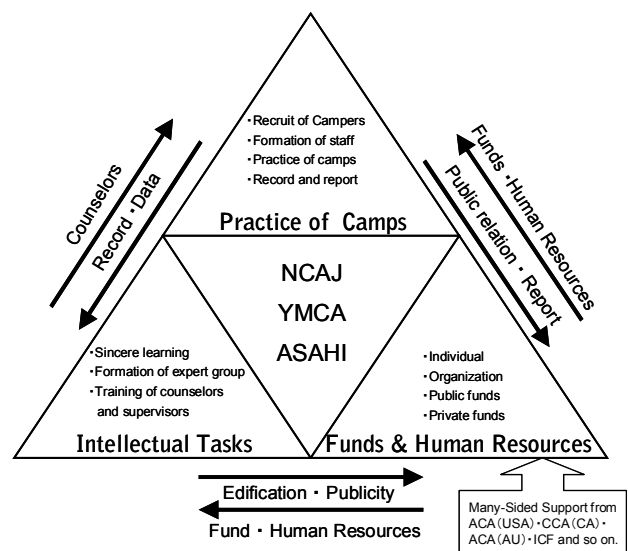 ・Recruit of Campers
・Formation of staff
・Practice of camps
・Record and report
Practice of Camps
Counselors
Record・Data
Funds・Human Resources
Public relation・Report
NCAJ
YMCA
ASAHI
・Sincere learning
・Formation of expert group
・Training of counselors
and supervisors
Intellectual Tasks
・Individual
・Organization
・Public funds
・Private funds
Funds & Human Resources
Edification・Publicity
Fund・Human Resources
Many-Sided Support from
ACA(USA)・CCA(CA)・
ACA(AU)・ICF and so on.